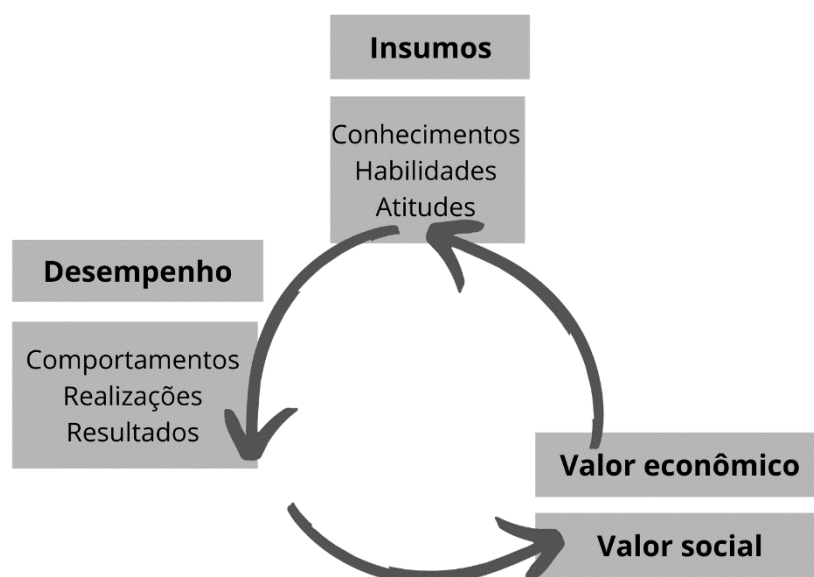 Insumos
Conhecimentos
Habilidades
Atitudes
Desempenho
Comportamentos
Realizações
Resultados
Valor econômico
Valor social